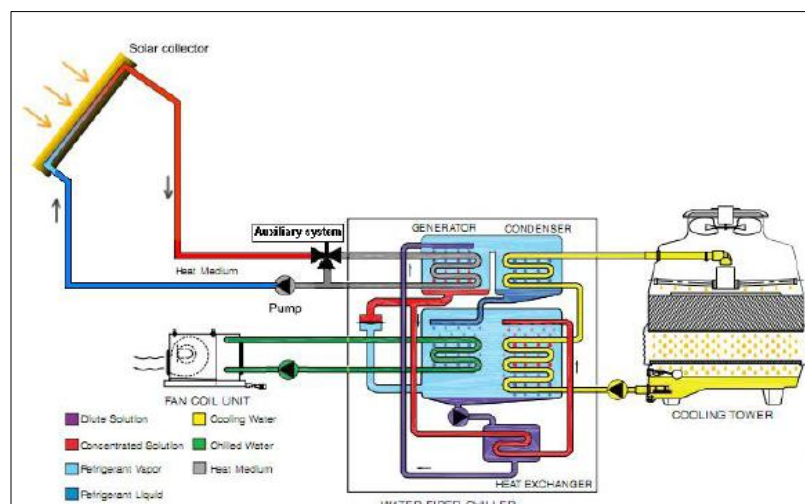 Solar collector
Auxiliary system
GENERATOR
CONDENSER
Heat Medium
Pump
FAN COIL UNIT
COOLING TOWER
Dilute Solution
Cooling Water
Concentrated Solution
Chilled Water
Refrigerant Vapor
Heat Medium
Refrigerant Liquid
HEAT EXCHANGER